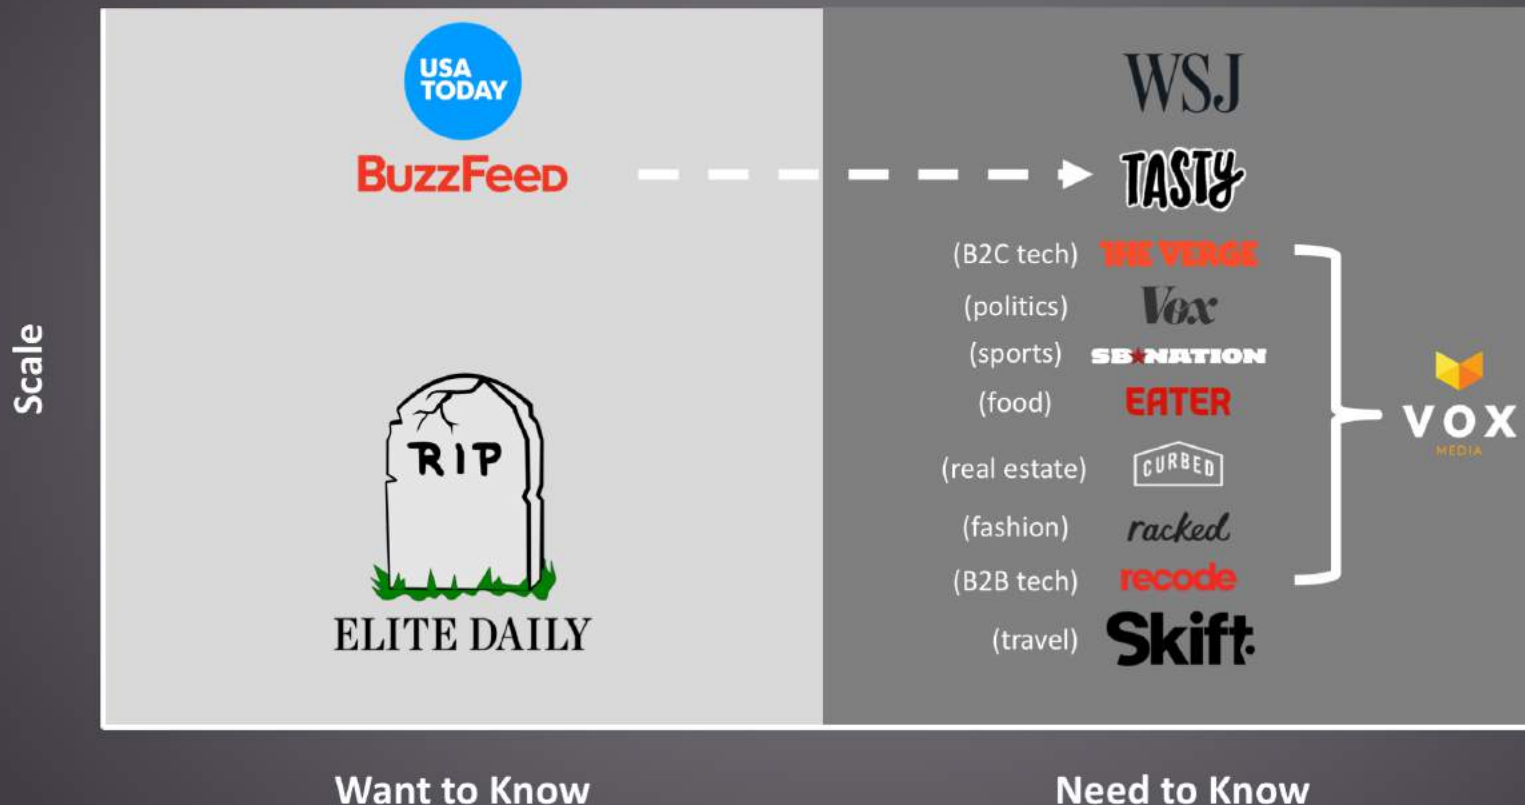 USA
TODAY
BUZZFEED
WSJ
TASTY
(B2C tech) THE VERGE
(politics) Vox
(sports) SB★NATION
(food) EATER
(real estate) CURBED
(fashion) racked
(B2B tech) recode
(travel) Skift:
VOX
MEDIA
Scale
RIP
ELITE DAILY
Want to Know
Need to Know